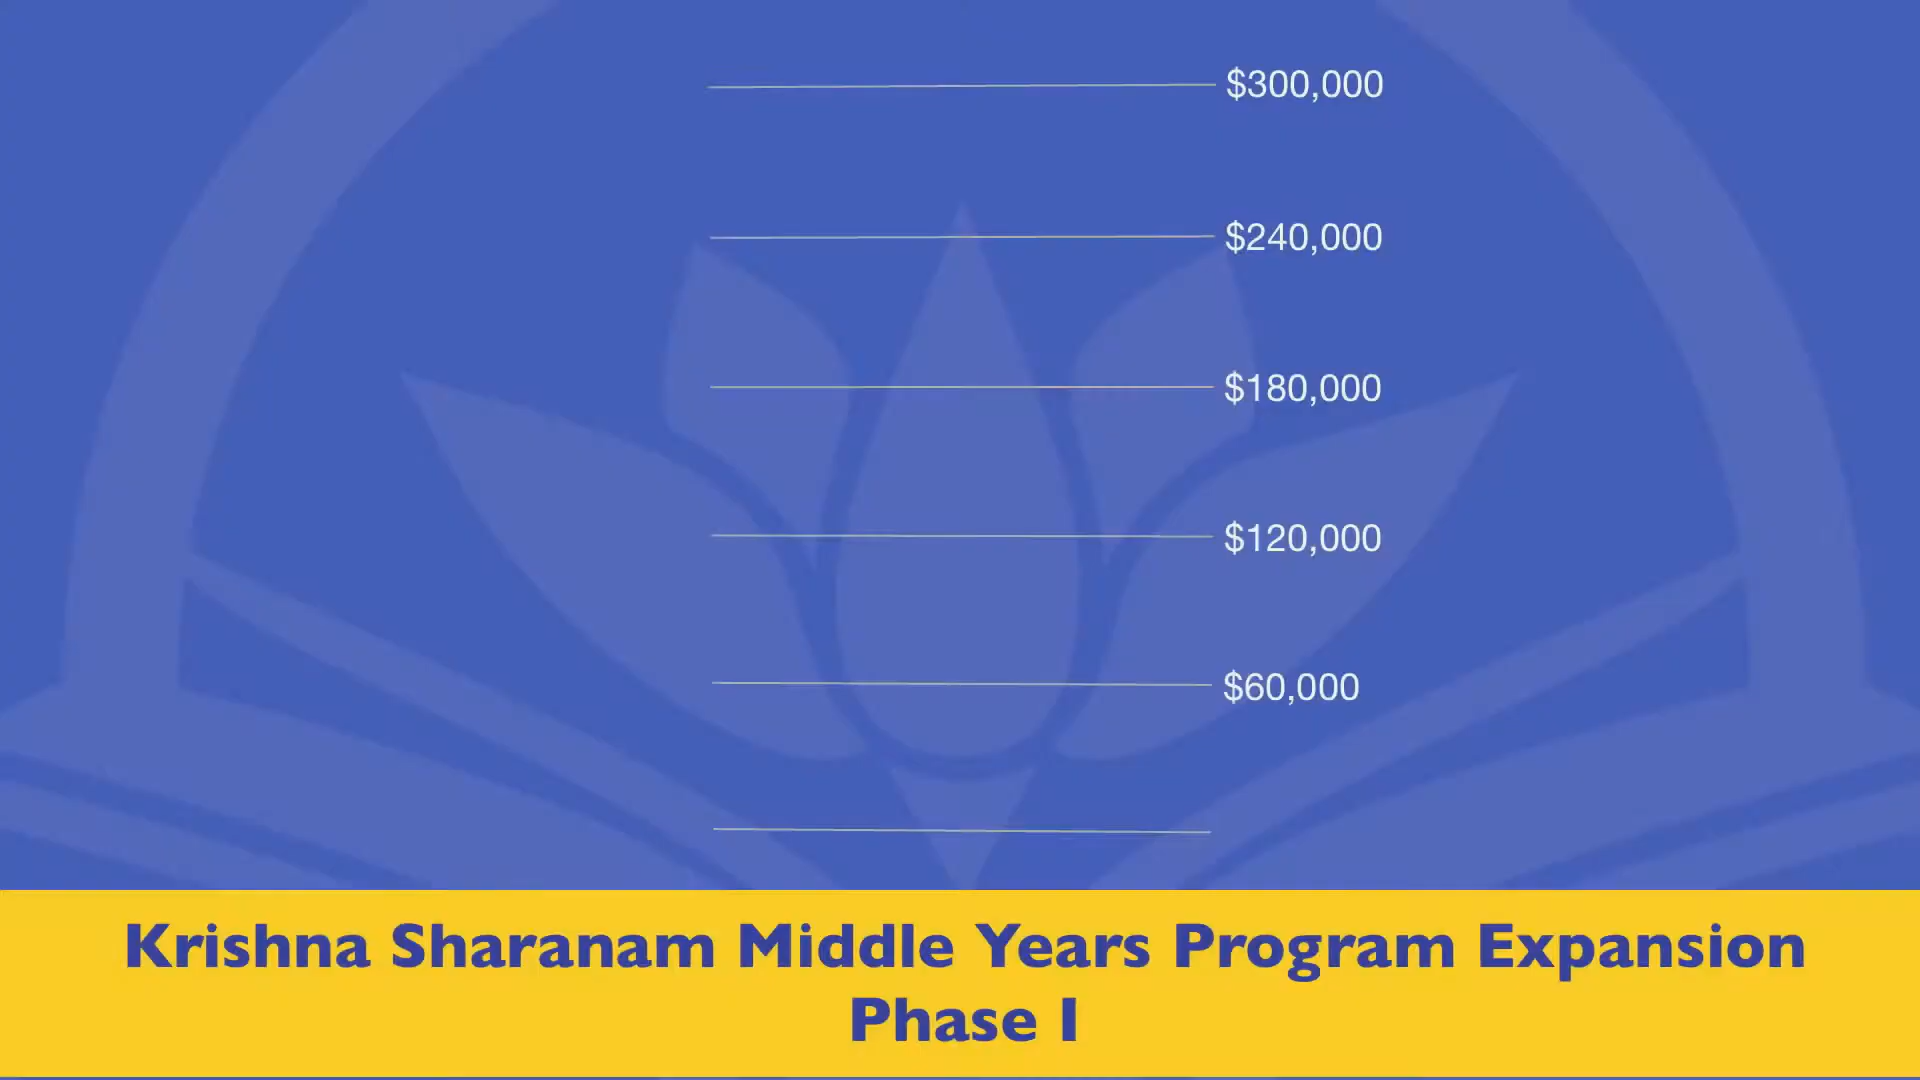 $300,000
$240,000
$180,000
$120,000
$60,000
Krishna Sharanam Middle Years Program Expansion
Phase I